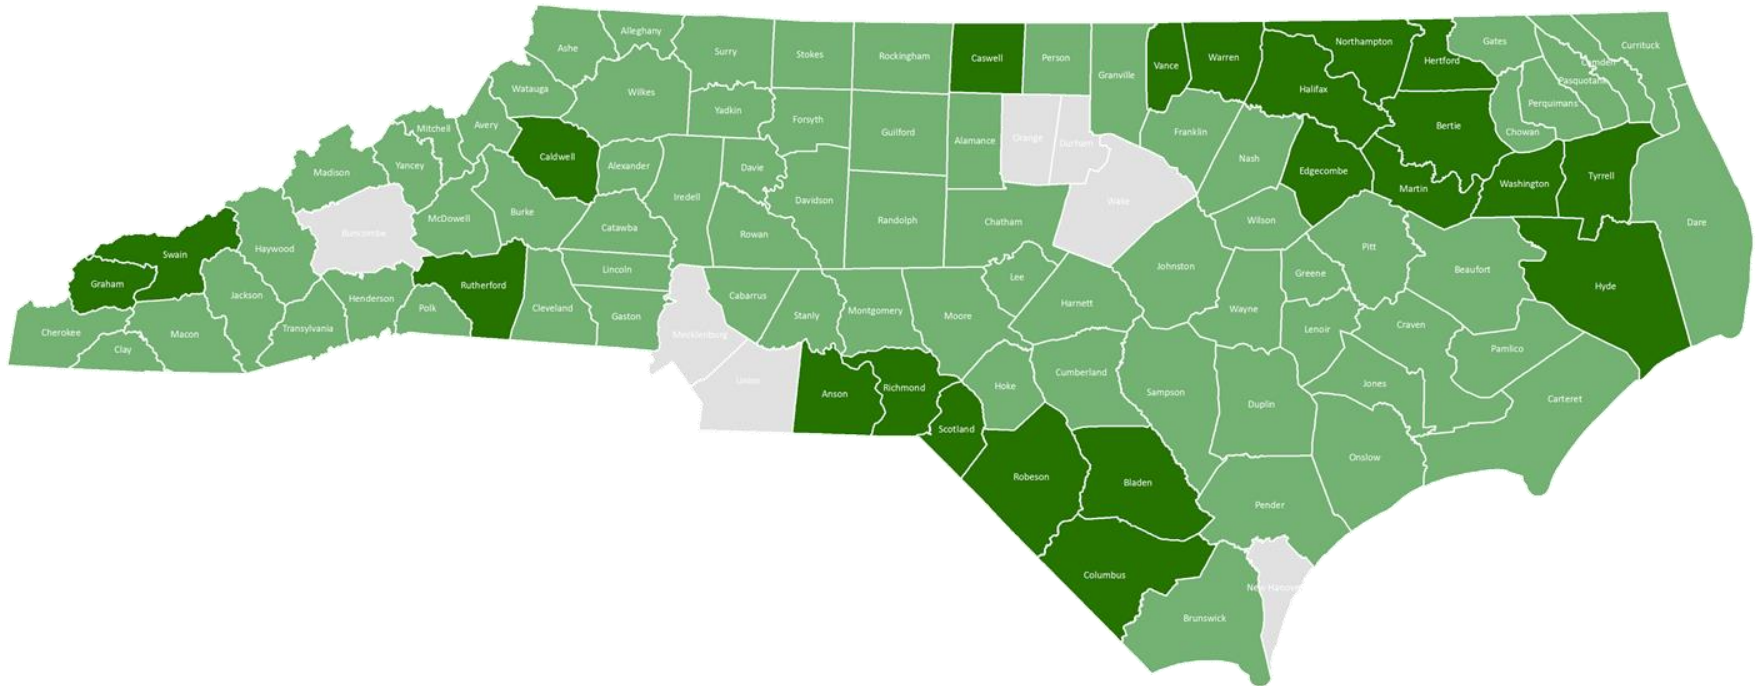 Alleghany
Ashe
Surry
Stokes
Rockingham
Caswell
Person
Granville
Vance
Warren
Northampton
Hertford
Gates
Currituck
Camden
Pasquotank
Perquimans
Chowan
Halifax
Bertie
Watauga
Wilkes
Yadkin
Forsyth
Guilford
Alamance
Orange
Durham
Franklin
Nash
Edgecombe
Martin
Washington
Tyrrell
Dare
Mitchell
Avery
Caldwell
Alexander
Iredell
Davie
Davidson
Randolph
Chatham
Wake
Wilson
Pitt
Beaufort
Hyde
Madison
Yancey
McDowell
Burke
Catawba
Rowan
Buncombe
Haywood
Swain
Graham
Jackson
Cherokee
Clay
Macon
Transylvania
Henderson
Polk
Rutherford
Cleveland
Lincoln
Gaston
Mecklenburg
Cabarrus
Stanly
Montgomery
Moore
Lee
Harnett
Johnston
Wayne
Greene
Lenoir
Craven
Pamlico
Jones
Carteret
Union
Anson
Richmond
Scotland
Hoke
Cumberland
Sampson
Duplin
Onslow
Robeson
Bladen
Pender
Columbus
Brunswick
New Hanover